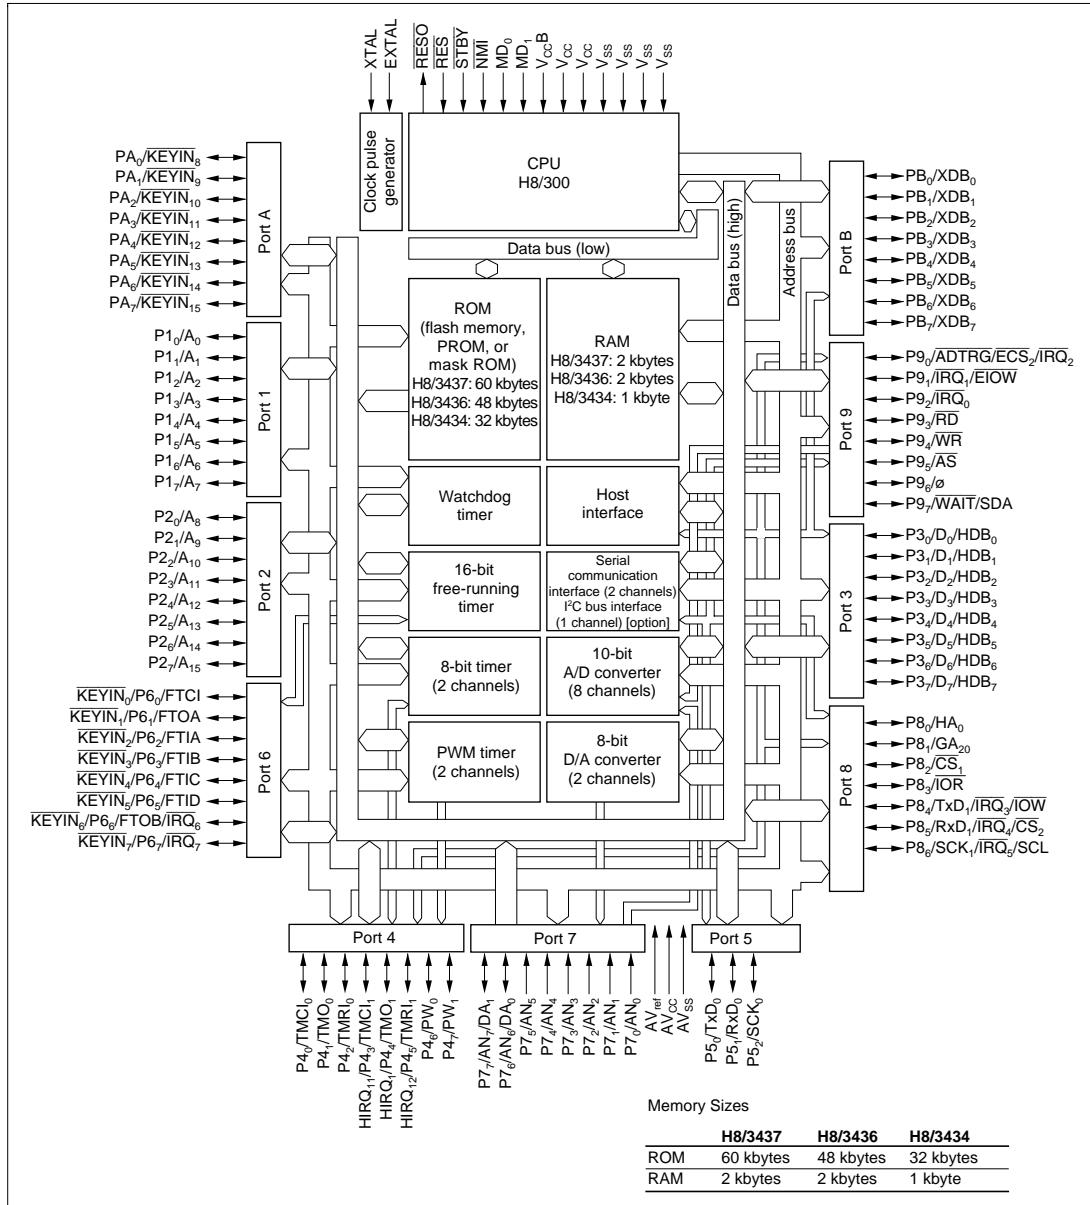 XTAL
EXTAL
RESO
RES
STBY
NMI
MD0
MD1
VCCB
VCC
VCC
VSS
VSS
VSS
VSS
Clock pulse
generator
CPU
H8/300
Data bus (low)
Data bus (high)
Address bus
PA0/KEYIN8
PA1/KEYIN9
PA2/KEYIN10
PA3/KEYIN11
PA4/KEYIN12
PA5/KEYIN13
PA6/KEYIN14
PA7/KEYIN15
Port A
P10/A0
P11/A1
P12/A2
P13/A3
P14/A4
P15/A5
P16/A6
P17/A7
Port 1
P20/A8
P21/A9
P22/A10
P23/A11
P24/A12
P25/A13
P26/A14
P27/A15
Port 2
KEYIN0/P60/FTCI
KEYIN1/P61/FTOA
KEYIN2/P62/FTIA
KEYIN3/P63/FTIB
KEYIN4/P64/FTIC
KEYIN5/P65/FTID
KEYIN6/P66/FTOB/IRQ6
KEYIN7/P67/IRQ7
Port 6
ROM
(flash memory,
PROM, or
mask ROM)
H8/3437: 60 kbytes
H8/3436: 48 kbytes
H8/3434: 32 kbytes
RAM
H8/3437: 2 kbytes
H8/3436: 2 kbytes
H8/3434: 1 kbyte
Watchdog
timer
Host
interface
16-bit
free-running
timer
Serial
communication
interface (2 channels)
I2C bus interface
(1 channel) [option]
8-bit timer
(2 channels)
10-bit
A/D converter
(8 channels)
PWM timer
(2 channels)
8-bit
D/A converter
(2 channels)
Port B
PB0/XDB0
PB1/XDB1
PB2/XDB2
PB3/XDB3
PB4/XDB4
PB5/XDB5
PB6/XDB6
PB7/XDB7
Port 9
P90/ADTRG/ECS2/IRQ2
P91/IRQ1/EIOW
P92/IRQ0
P93/RD
P94/WR
P95/AS
P96/ø
P97/WAIT/SDA
Port 3
P30/D0/HDB0
P31/D1/HDB1
P32/D2/HDB2
P33/D3/HDB3
P34/D4/HDB4
P35/D5/HDB5
P36/D6/HDB6
P37/D7/HDB7
Port 8
P80/HA0
P81/GA20
P82/CS1
P83/IOR
P84/TxD1/IRQ3/IOW
P85/RxD1/IRQ4/CS2
P86/SCK1/IRQ5/SCL
Port 4
Port 7
Port 5
P40/TMCI0
P41/TMO0
P42/TMRI0
HIRQ11/P43/TMCI1
HIRQ1/P44/TMO1
HIRQ12/P45/TMRI1
P46/PW0
P47/PW1
P77/AN7/DA1
P76/AN6/DA0
P75/AN5
P74/AN4
P73/AN3
P72/AN2
P71/AN1
P70/AN0
AVref
AVCC
AVSS
P50/TxD0
P51/RxD0
P52/SCK0
Memory Sizes
H8/3437 H8/3436 H8/3434
ROM 60 kbytes 48 kbytes 32 kbytes
RAM 2 kbytes 2 kbytes 1 kbyte